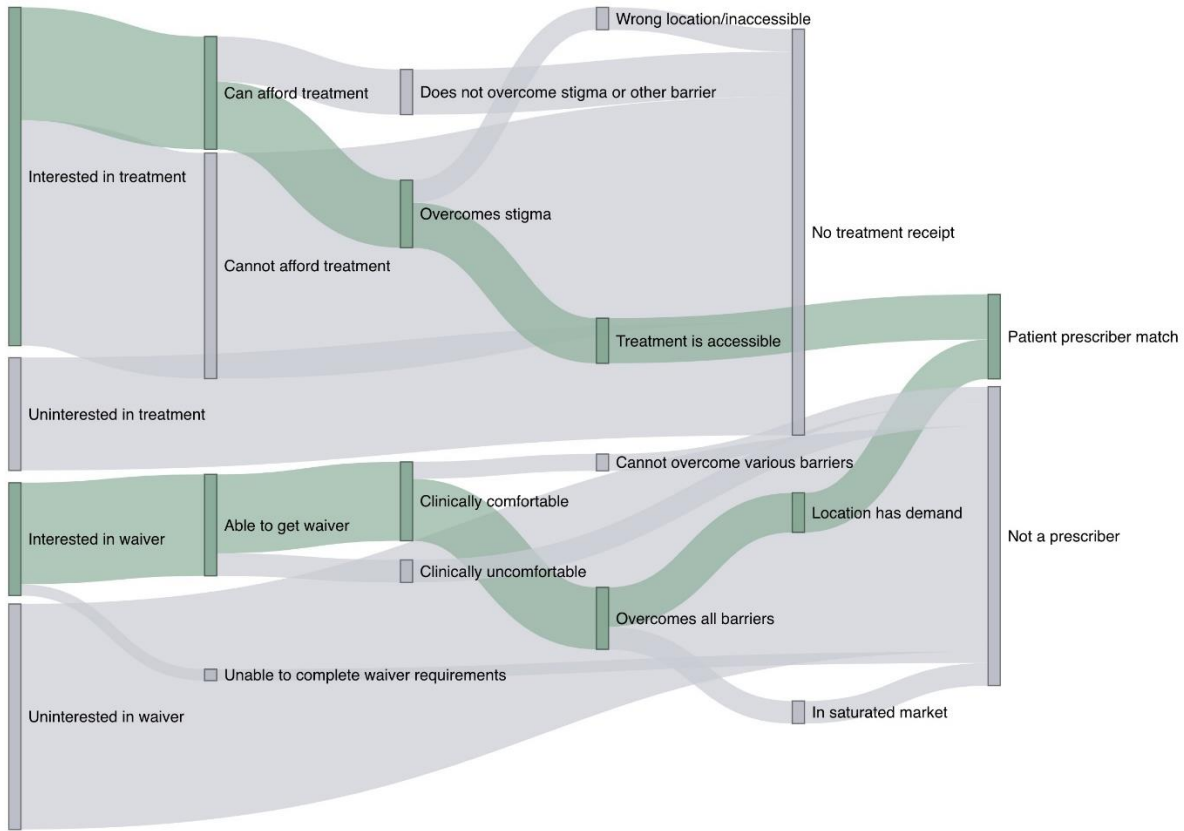 Wrong location/inaccessible
Can afford treatment
Does not overcome stigma or other barrier
Interested in treatment
Overcomes stigma
No treatment receipt
Cannot afford treatment
Patient prescriber match
Treatment is accessible
Uninterested in treatment
Cannot overcome various barriers
Clinically comfortable
Location has demand
Able to get waiver
Interested in waiver
Not a prescriber
Clinically uncomfortable
Overcomes all barriers
Unable to complete waiver requirements
In saturated market
Uninterested in waiver